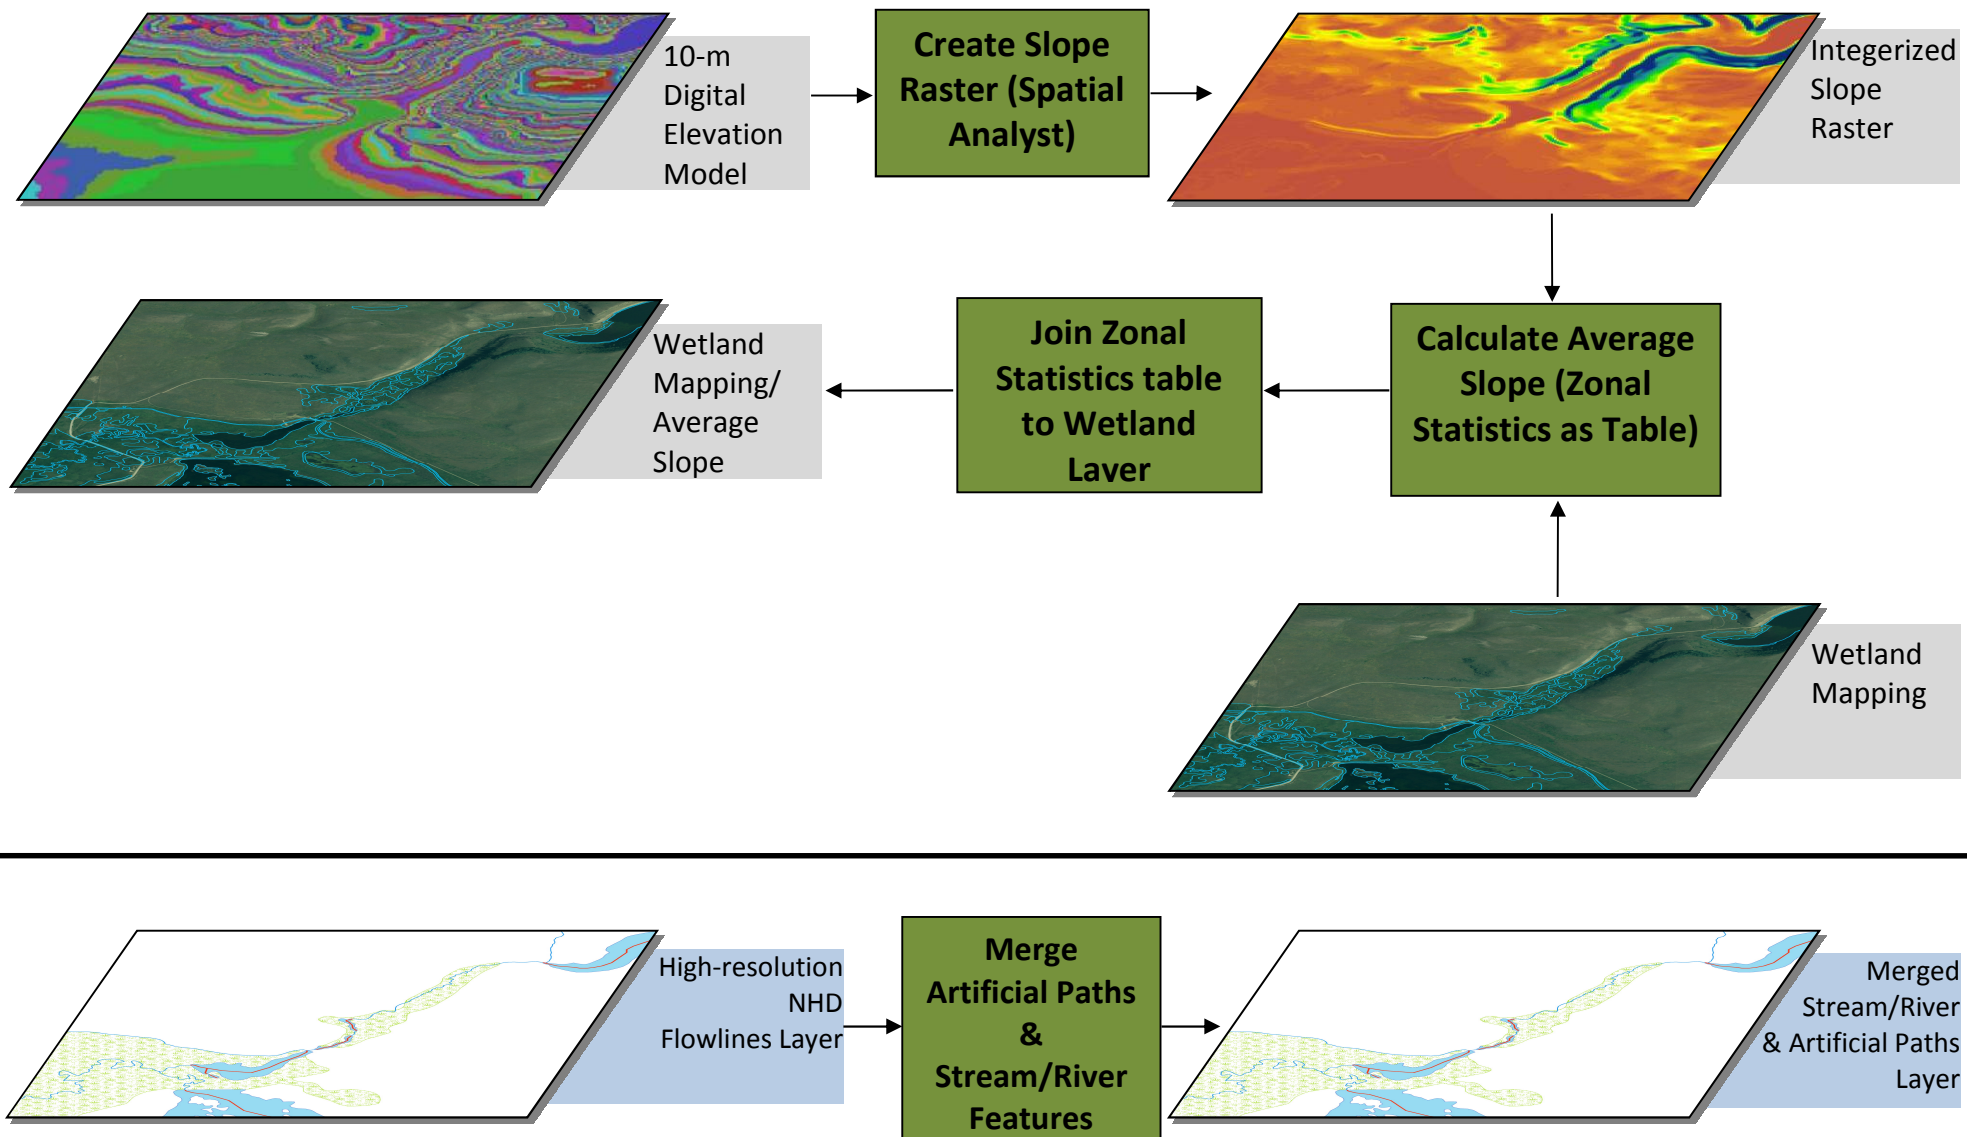 10-m
Digital
Elevation
Model
Create Slope
Raster (Spatial
Analyst)
Integerized
Slope
Raster
Wetland
Mapping/
Average
Slope
Join Zonal
Statistics table
to Wetland
Layer
Calculate Average
Slope (Zonal
Statistics as Table)
Wetland
Mapping
High-resolution
NHD
Flowlines Layer
Merge
Artificial Paths
&
Stream/River
Features
Merged
Stream/River
& Artificial Paths
Layer